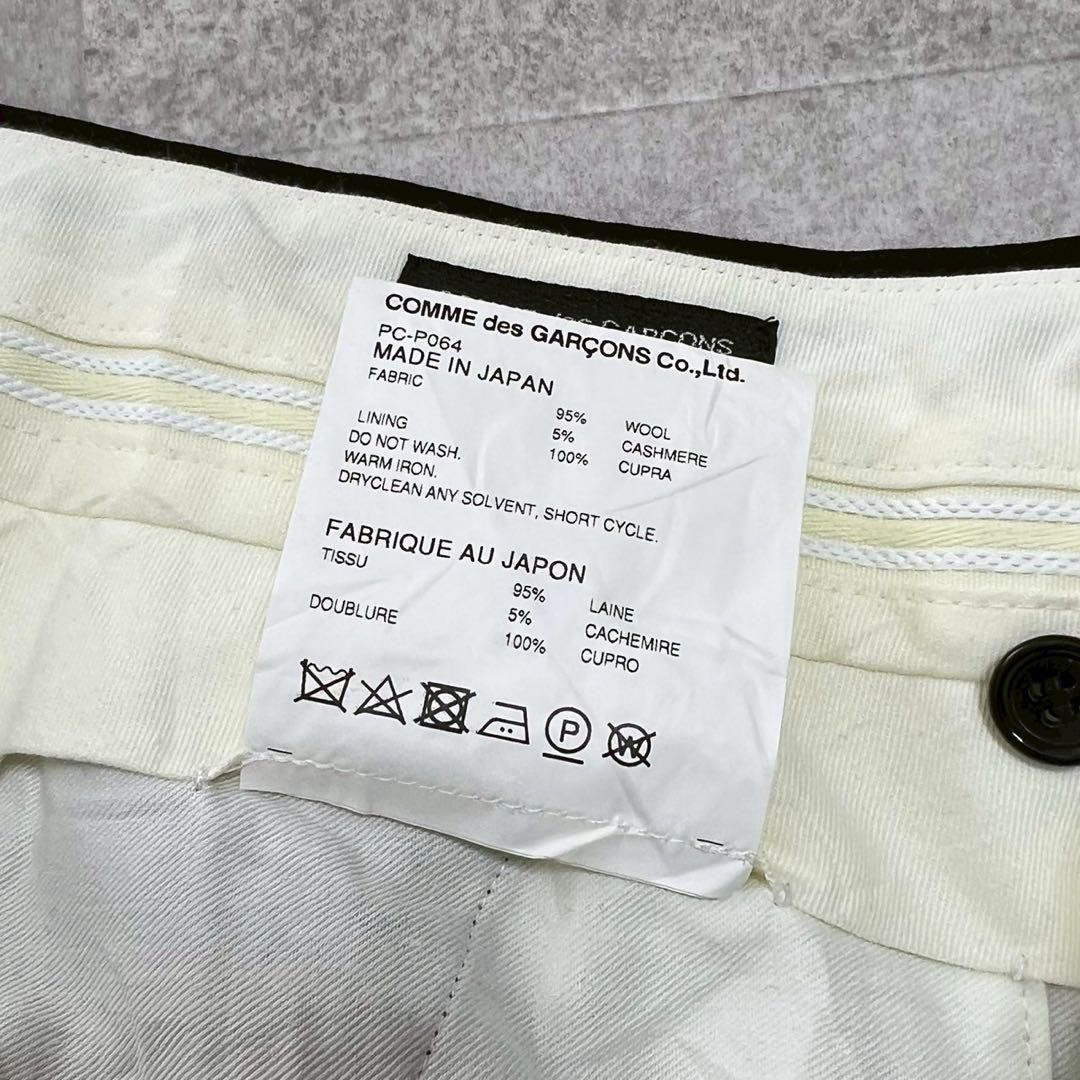 des GARÇONS
COMME des GARÇONS Co.,Ltd.
PC-P064
MADE IN JAPAN
FABRIC 95% WOOL
5% CASHMERE
LINING 100% CUPRA
DO NOT WASH.
WARM IRON.
DRYCLEAN ANY SOLVENT, SHORT CYCLE.
FABRIQUE AU JAPON
TISSU 95% LAINE
5% CACHEMIRE
DOUBLURE 100% CUPRO
P W